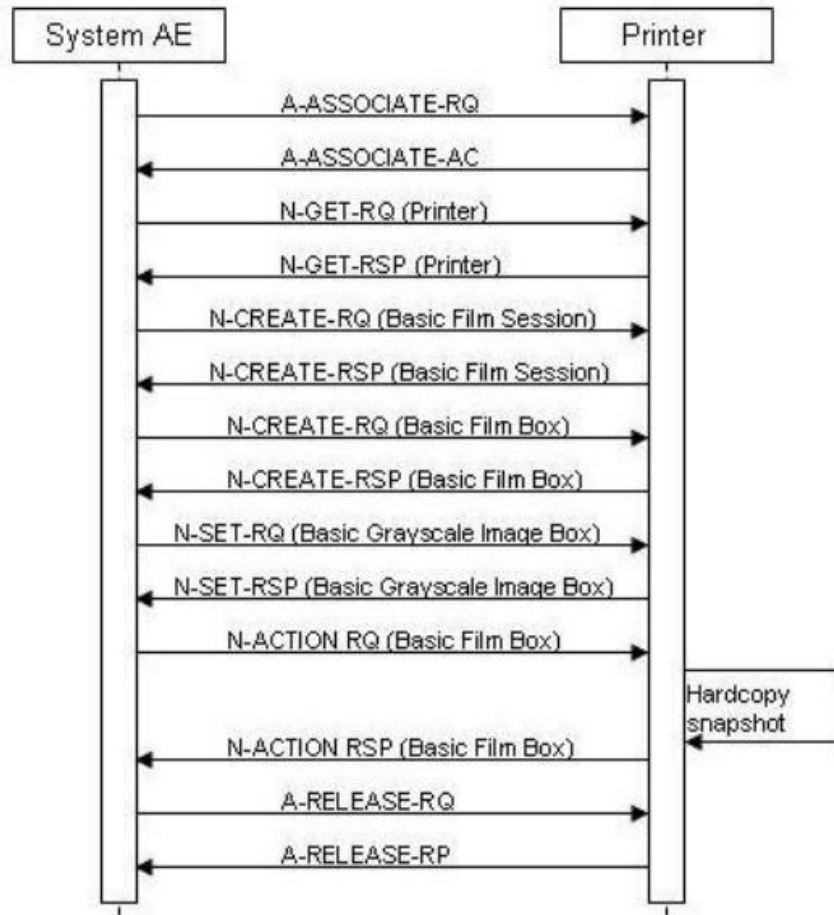 System AE
Printer
A-ASSOCIATE-RQ
A-ASSOCIATE-AC
N-GET-RQ (Printer)
N-GET-RSP (Printer)
N-CREATE-RQ (Basic Film Session)
N-CREATE-RSP (Basic Film Session)
N-CREATE-RQ (Basic Film Box)
N-CREATE-RSP (Basic Film Box)
N-SET-RQ (Basic Grayscale Image Box)
N-SET-RSP (Basic Grayscale Image Box)
N-ACTION RQ (Basic Film Box)
Hardcopy
snapshot
N-ACTION RSP (Basic Film Box)
A-RELEASE-RQ
A-RELEASE-RP